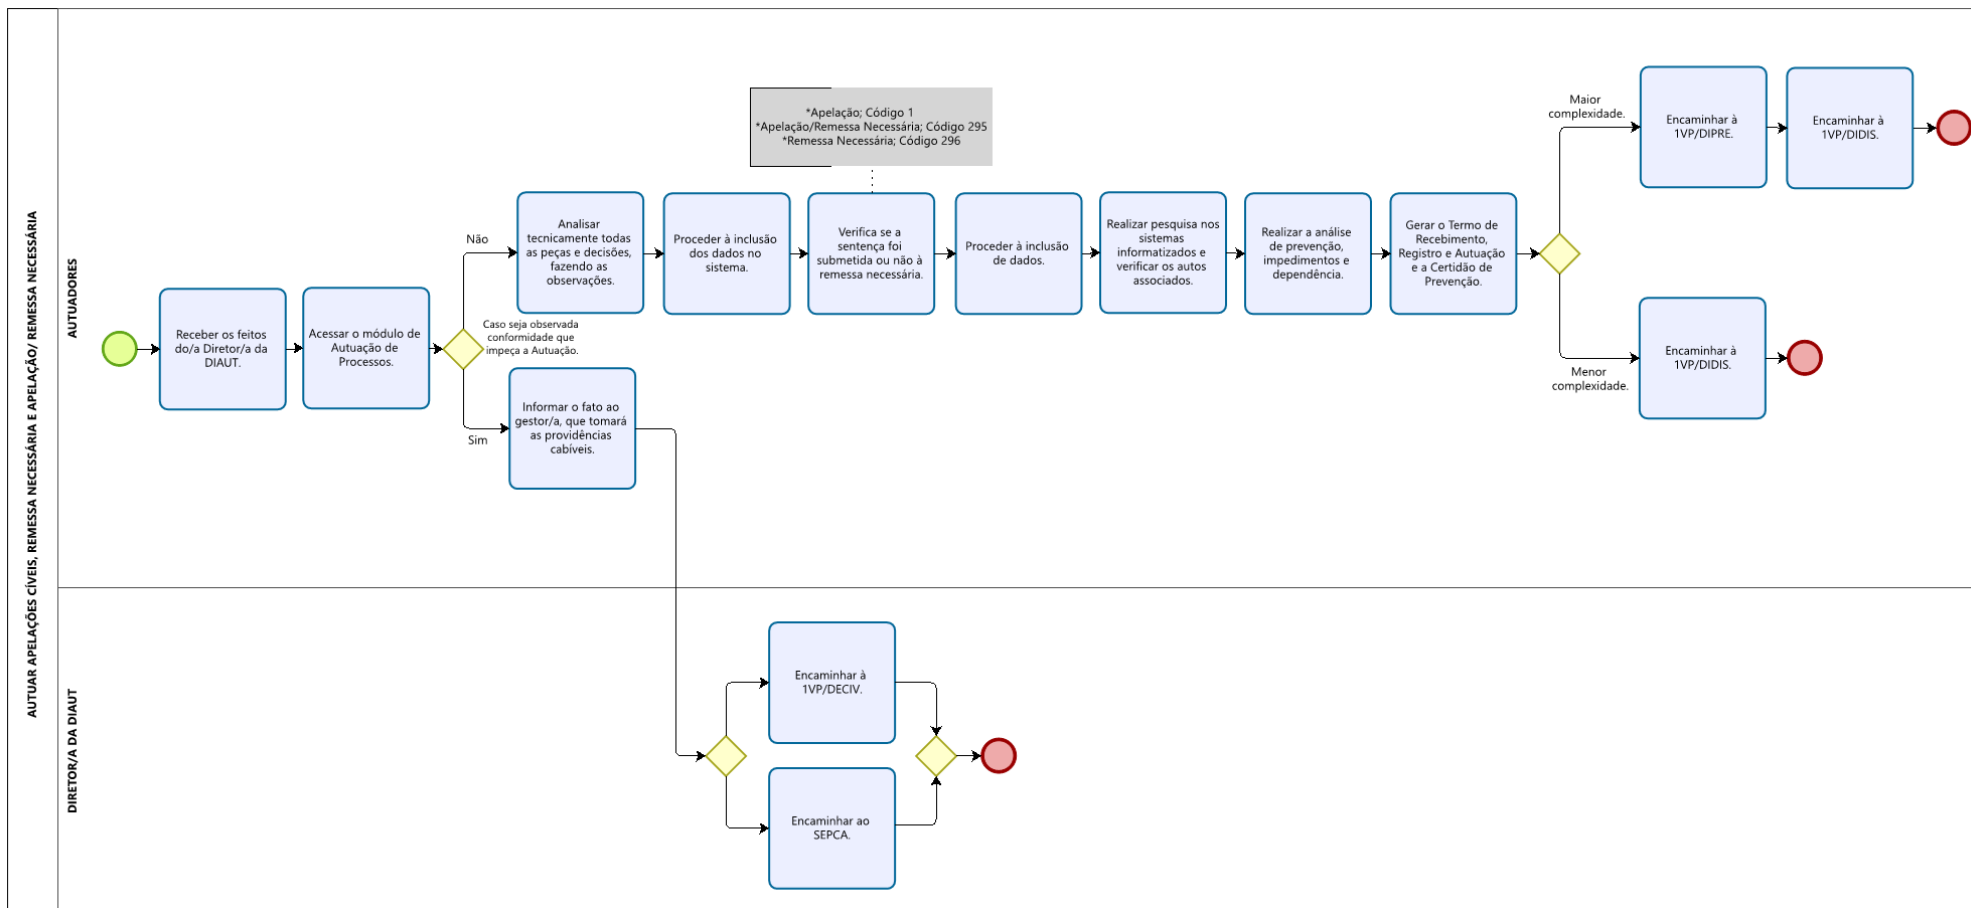 AUTUAR APELAÇÕES CÍVEIS, REMESSA NECESSÁRIA E APELAÇÃO/ REMESSA NECESSÁRIA
AUTUADORES
Receber os feitos
do/a Diretor/a da
DIAUT.
Acessar o módulo de
Autuação de
Processos.
Caso seja observada
conformidade que
impeça a Autuação.
Não
Analisar
tecnicamente todas
as peças e decisões,
fazendo as
observações.
Proceder à inclusão
dos dados no
sistema.
*Apelação; Código 1
*Apelação/Remessa Necessária; Código 295
*Remessa Necessária; Código 296
Verifica se a
sentença foi
submetida ou não à
remessa necessária.
Proceder à inclusão
de dados.
Realizar pesquisa nos
sistemas
informatizados e
verificar os autos
associados.
Realizar a análise
de prevenção,
impedimentos e
dependência.
Gerar o Termo de
Recebimento,
Registro e Autuação
e a Certidão de
Prevenção.
Maior
complexidade.
Encaminhar à
1VP/DIPRE.
Encaminhar à
1VP/DIDIS.
Menor
complexidade.
Encaminhar à
1VP/DIDIS.
Sim
Informar o fato ao
gestor/a, que tomará
as providências
cabíveis.
DIRETOR/A DA DIAUT
Encaminhar à
1VP/DECIV.
Encaminhar ao
SEPCA.